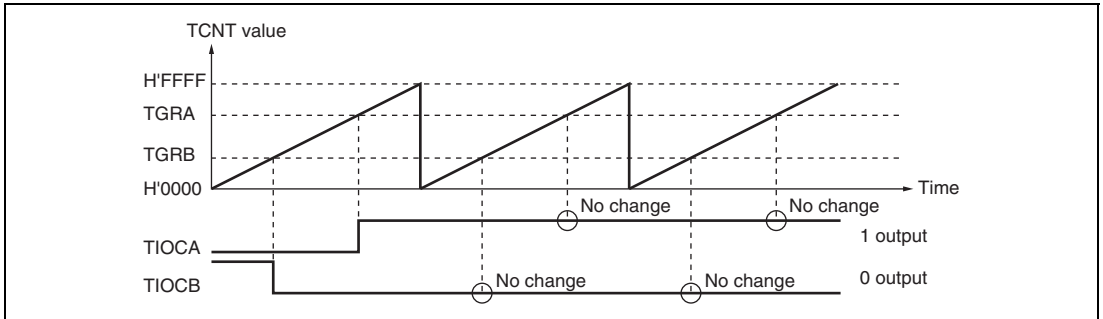 TCNT value
H'FFFF
TGRA
TGRB
H'0000
Time
No change
No change
1 output
TIOCA
No change
No change
0 output
TIOCB